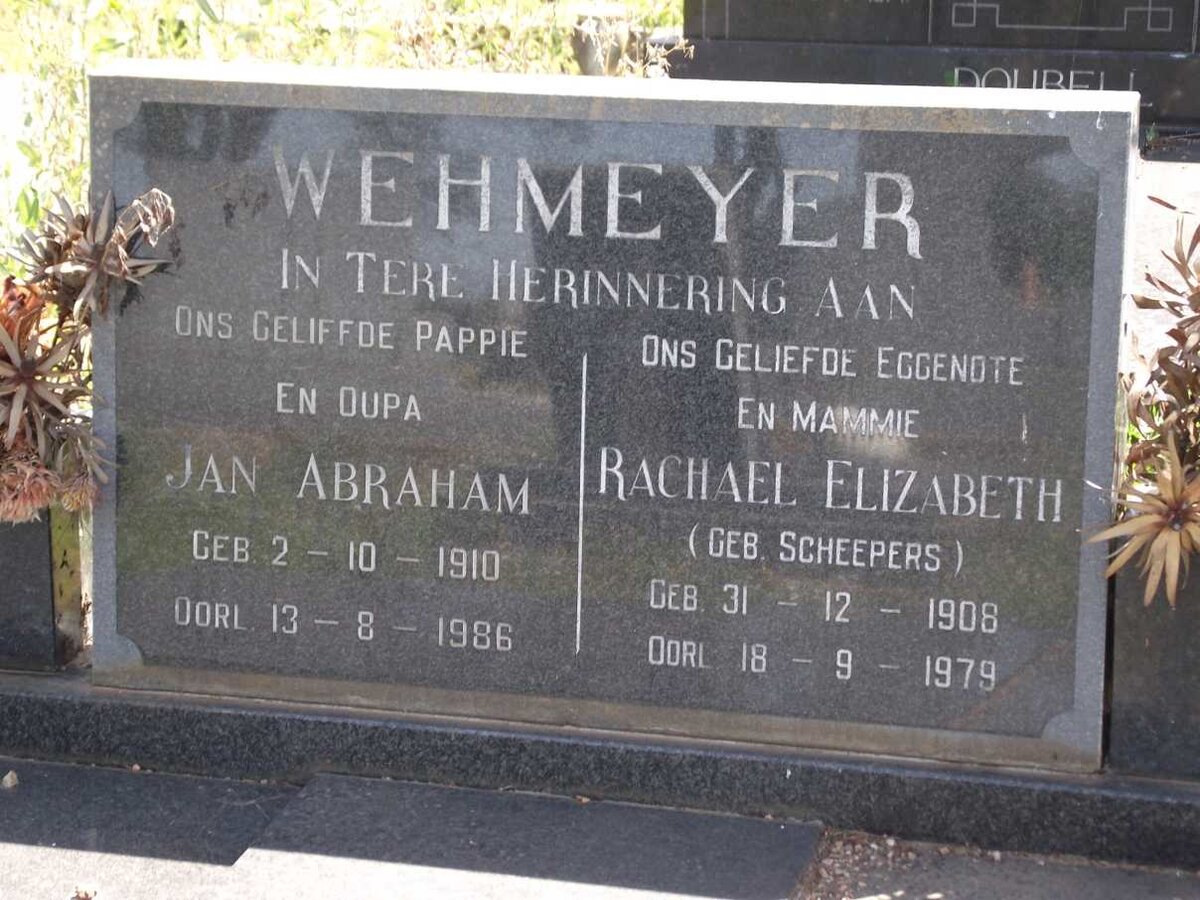 DOUBELL
WEHMEYER
IN TERE HERINNERING AAN
ONS GELIFFDE PAPPIE
EN OUPA
JAN ABRAHAM
GEB. 2 - 10 - 1910
OORL 13 - 8 - 1986
ONS GELIEFDE EGGENOTE
EN MAMMIE
RACHAEL ELIZABETH
(GEB. SCHEEPERS)
GEB. 31 - 12 - 1908
OORL 18 - 9 - 1979